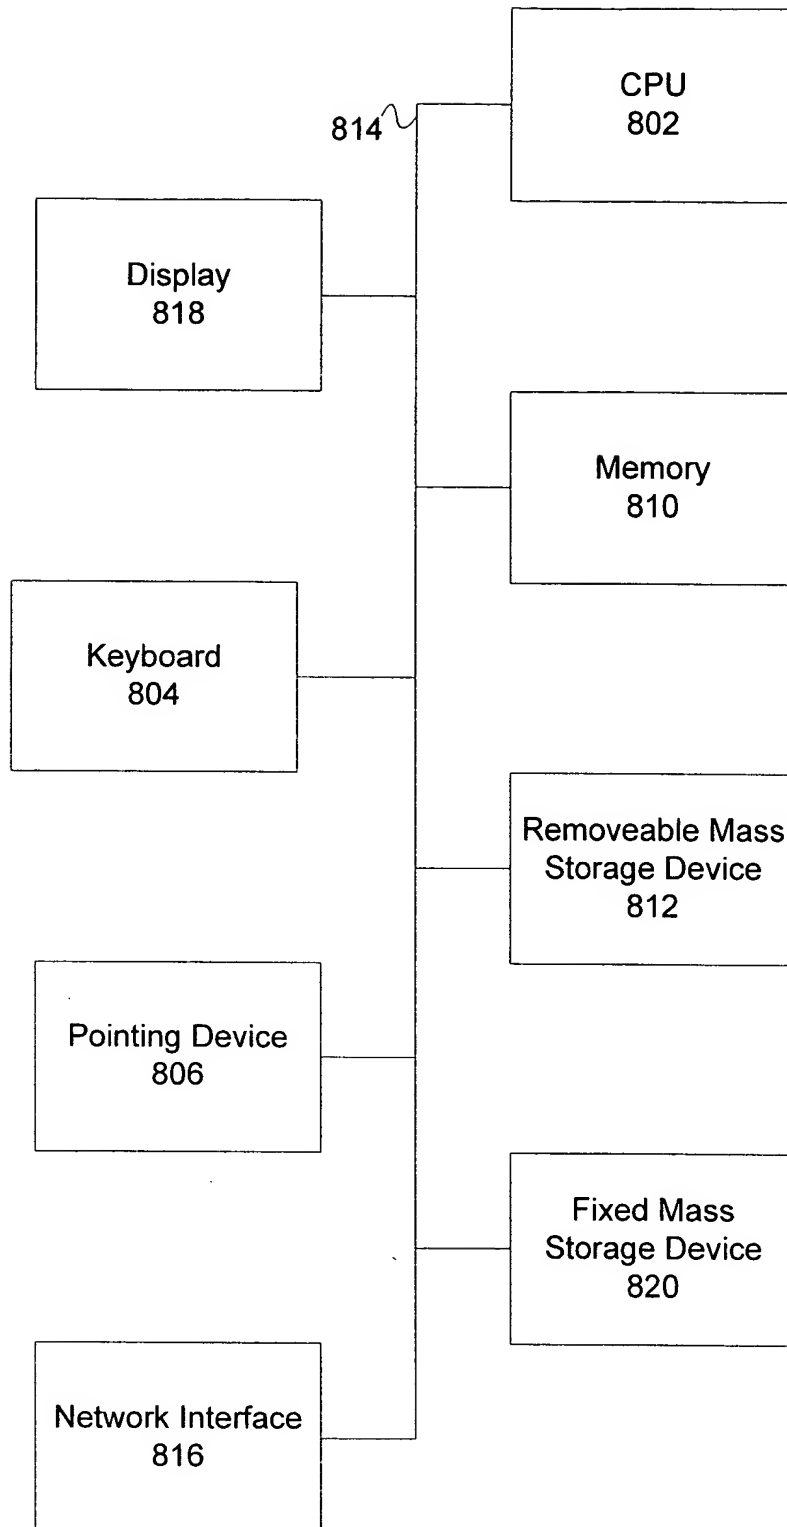 CPU
802
814
Display
818
Memory
810
Keyboard
804
Removeable Mass
Storage Device
812
Pointing Device
806
Fixed Mass
Storage Device
820
Network Interface
816